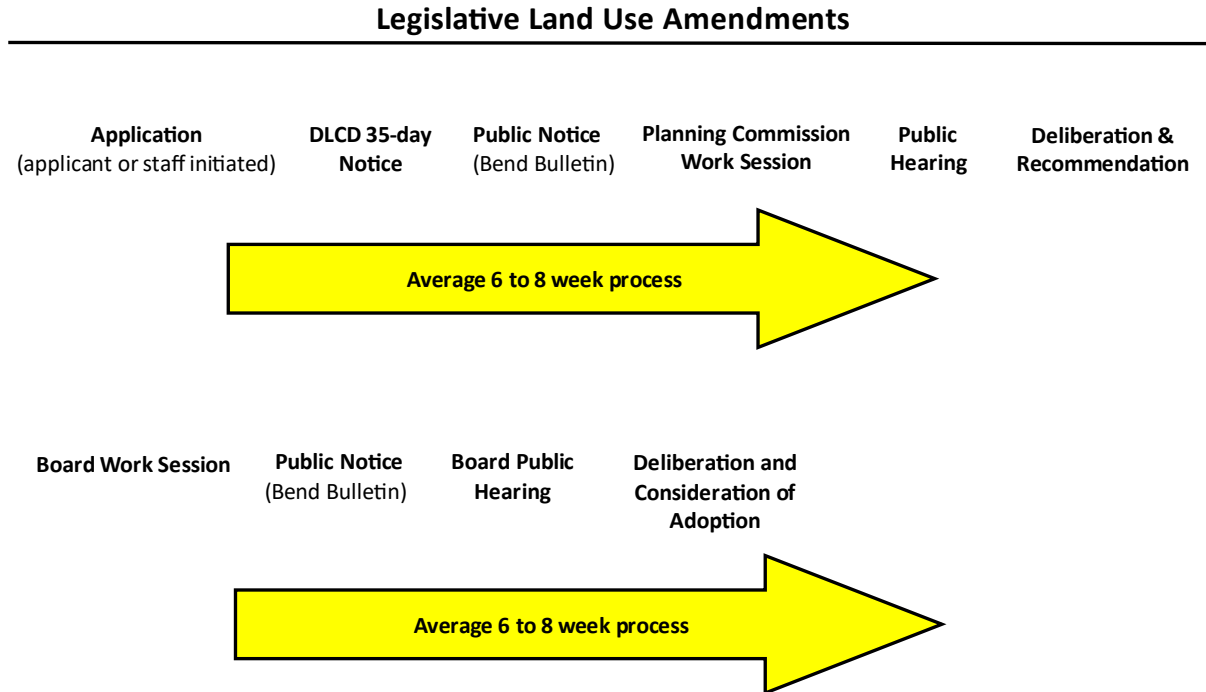 Legislative Land Use Amendments
Application
(applicant or staff initiated)
DLCD 35-day
Notice
Public Notice
(Bend Bulletin)
Planning Commission
Work Session
Public
Hearing
Deliberation &
Recommendation
Average 6 to 8 week process
Board Work Session
Public Notice
(Bend Bulletin)
Board Public
Hearing
Deliberation and
Consideration of
Adoption
Average 6 to 8 week process